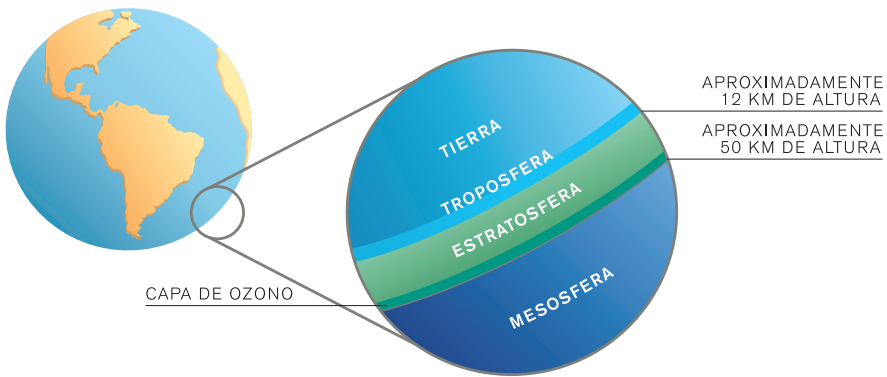 APROXIMADAMENTE
12 KM DE ALTURA
APROXIMADAMENTE
50 KM DE ALTURA
TIERRA
TROPOSFERA
ESTRATOSFERA
MESOSFERA
CAPA DE OZONO